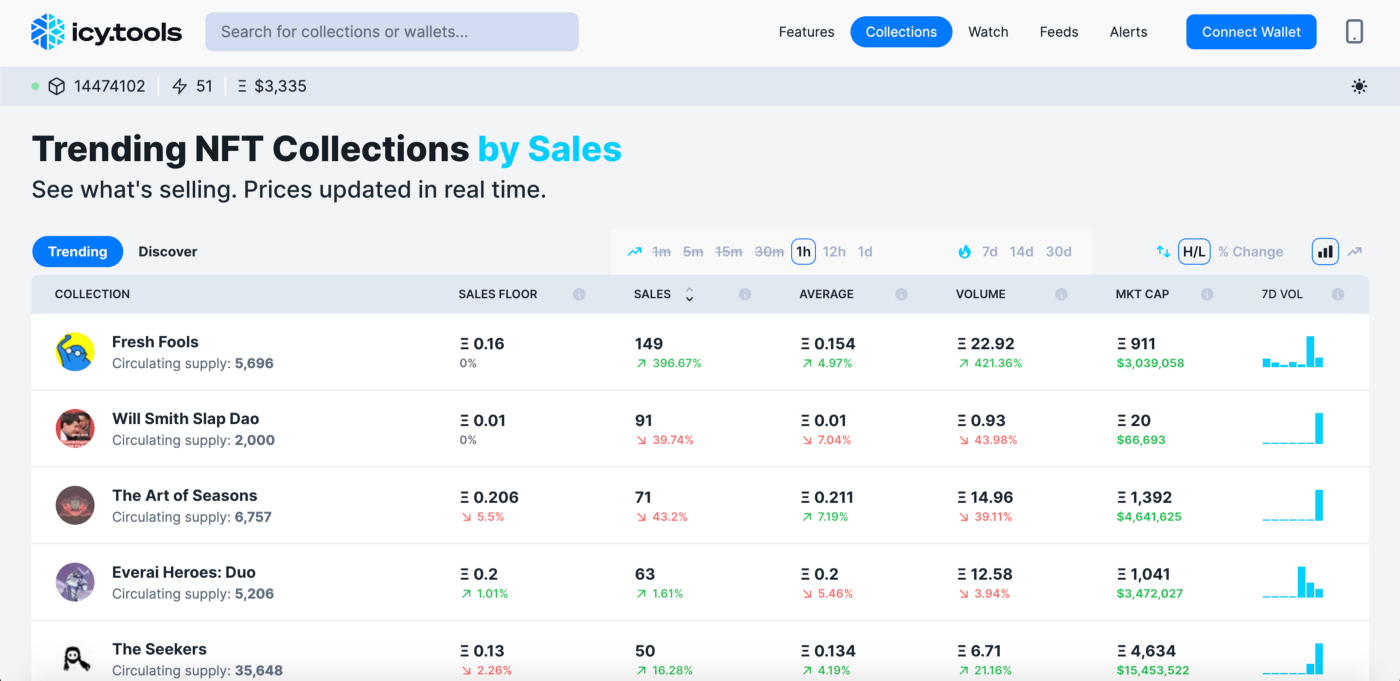 icy.tools Search for collections or wallets... Features Collections Watch Feeds Alerts Connect Wallet
14474102 51 Ξ $3,335
Trending NFT Collections by Sales
See what's selling. Prices updated in real time.
Trending Discover 1m 5m 15m 30m 1h 12h 1d 7d 14d 30d H/L % Change
COLLECTION SALES FLOOR SALES AVERAGE VOLUME MKT CAP 7D VOL
Fresh Fools Ξ 0.16 149 Ξ 0.154 Ξ 22.92 Ξ 911
Circulating supply: 5,696 0% ↗ 396.67% ↗ 4.97% ↗ 421.36% $3,039,058
Will Smith Slap Dao Ξ 0.01 91 Ξ 0.01 Ξ 0.93 Ξ 20
Circulating supply: 2,000 0% ↘ 39.74% ↘ 7.04% ↘ 43.98% $66,693
The Art of Seasons Ξ 0.206 71 Ξ 0.211 Ξ 14.96 Ξ 1,392
Circulating supply: 6,757 ↘ 5.5% ↘ 43.2% ↗ 7.19% ↘ 39.11% $4,641,625
Everai Heroes: Duo Ξ 0.2 63 Ξ 0.2 Ξ 12.58 Ξ 1,041
Circulating supply: 5,206 ↗ 1.01% ↗ 1.61% ↘ 5.46% ↘ 3.94% $3,472,027
The Seekers Ξ 0.13 50 Ξ 0.134 Ξ 6.71 Ξ 4,634
Circulating supply: 35,648 ↘ 2.26% ↗ 16.28% ↗ 4.19% ↗ 21.16% $15,453,522